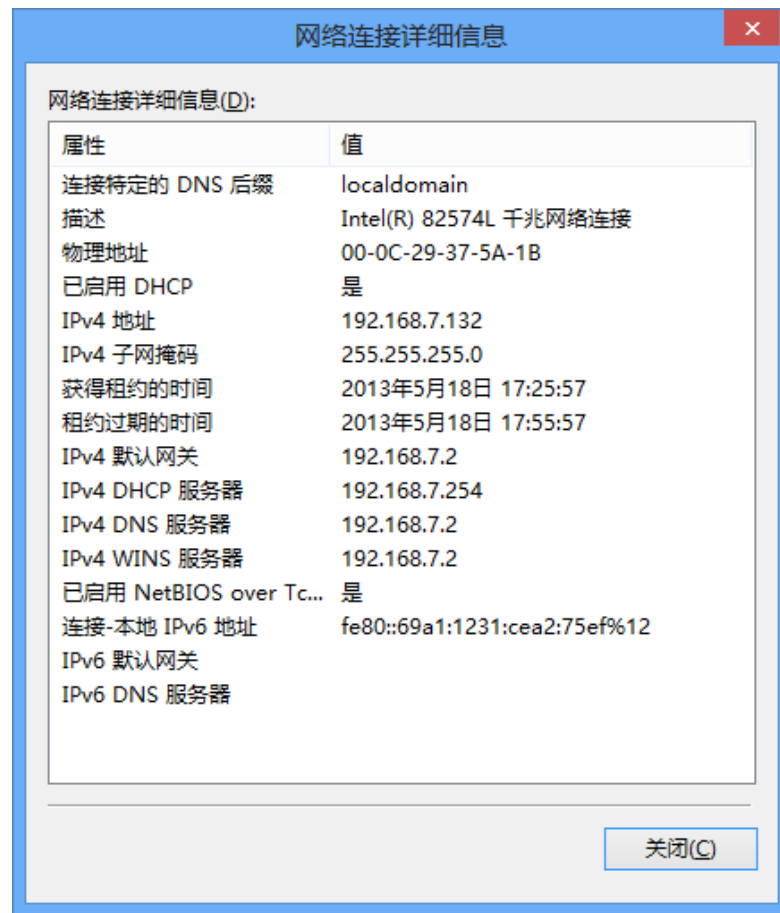 网络连接详细信息
网络连接详细信息(D):
属性 值
连接特定的 DNS 后缀 localdomain
描述 Intel(R) 82574L 千兆网络连接
物理地址 00-0C-29-37-5A-1B
已启用 DHCP 是
IPv4 地址 192.168.7.132
IPv4 子网掩码 255.255.255.0
获得租约的时间 2013年5月18日 17:25:57
租约过期的时间 2013年5月18日 17:55:57
IPv4 默认网关 192.168.7.2
IPv4 DHCP 服务器 192.168.7.254
IPv4 DNS 服务器 192.168.7.2
IPv4 WINS 服务器 192.168.7.2
已启用 NetBIOS over Tc... 是
连接-本地 IPv6 地址 fe80::69a1:1231:cea2:75ef%12
IPv6 默认网关
IPv6 DNS 服务器
关闭(C)